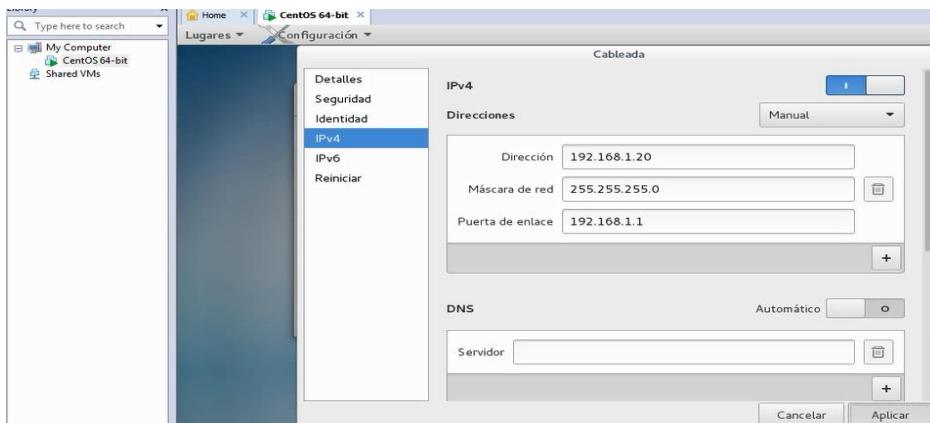 Library
Home
CentOS 64-bit
Type here to search
Lugares
Configuración
My Computer
CentOS 64-bit
Shared VMs
Cableada
Detalles
Seguridad
Identidad
IPv4
IPv6
Reiniciar
IPv4
Direcciones
Manual
Dirección 192.168.1.20
Máscara de red 255.255.255.0
Puerta de enlace 192.168.1.1
+
DNS
Automático
Servidor
+
Cancelar
Aplicar